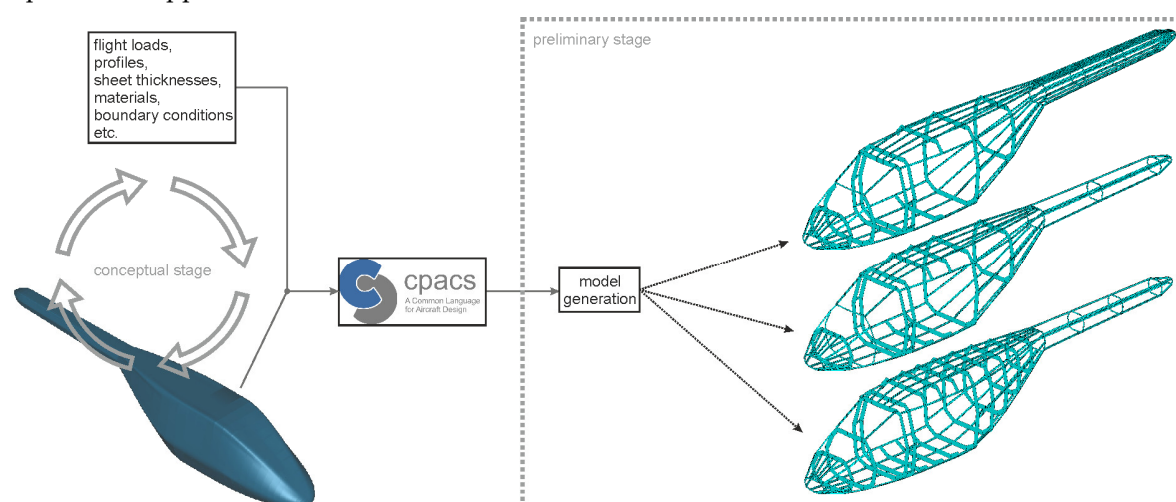 preliminary stage
flight loads,
profiles,
sheet thicknesses,
materials,
boundary conditions
etc.
conceptual stage
cpacs
A Common Language
for Aircraft Design
model
generation